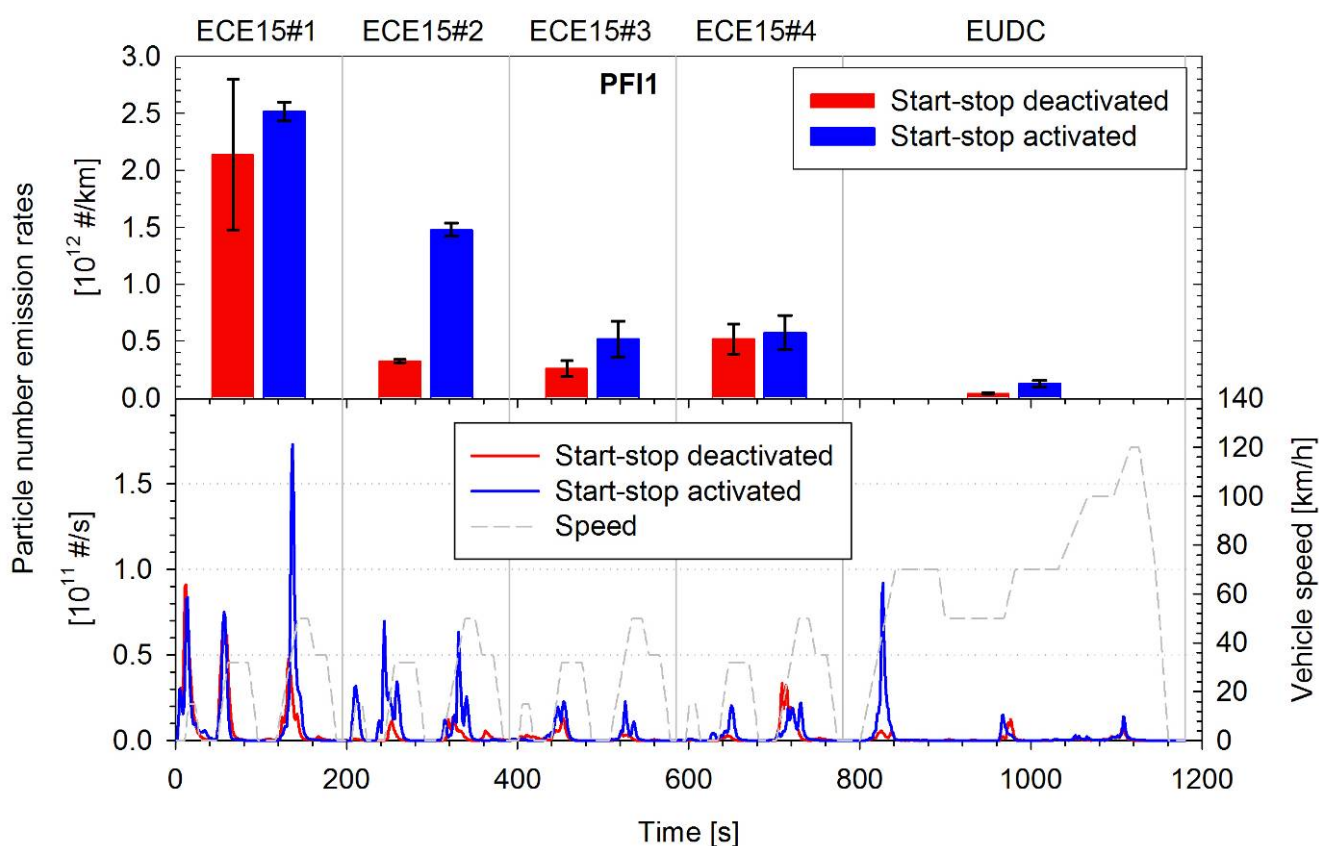 ECE15#1 ECE15#2 ECE15#3 ECE15#4 EUDC
PFI1
Start-stop deactivated
Start-stop activated
3.0
2.5
2.0
1.5
1.0
0.5
0.0
Particle number emission rates
[10¹² #/km]
[10¹¹ #/s]
Start-stop deactivated
Start-stop activated
Speed
1.5
1.0
0.5
0.0
140
120
100
80
60
40
20
0
Vehicle speed [km/h]
0 200 400 600 800 1000 1200
Time [s]